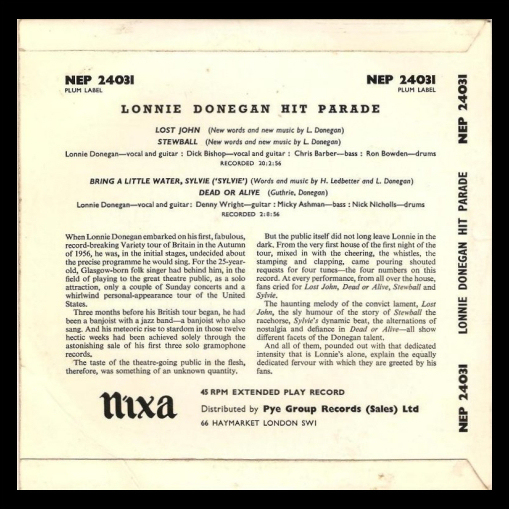 NEP 24031
PLUM LABEL
NEP 24031
PLUM LABEL
LONNIE DONEGAN HIT PARADE
LOST JOHN (New words and new music by L. Donegan)
STEWBALL (New words and new music by L. Donegan)
Lonnie Donegan—vocal and guitar : Dick Bishop—vocal and guitar : Chris Barber—bass : Ron Bowden—drums
RECORDED 20:2:56
BRING A LITTLE WATER, SYLVIE ('SYLVIE') (Words and music by H. Ledbetter and L. Donegan)
DEAD OR ALIVE (Guthrie, Donegan)
Lonnie Donegan—vocal and guitar: Denny Wright—guitar : Micky Ashman—bass : Nick Nicholls—drums
RECORDED 2:8:56
When Lonnie Donegan embarked on his first, fabulous,
record-breaking Variety tour of Britain in the Autumn
of 1956, he was, in the initial stages, undecided about
the precise programme he would sing. For the 25-year-
old, Glasgow-born folk singer had behind him, in the
field of playing to the great theatre public, as a solo
attraction, only a couple of Sunday concerts and a
whirlwind personal-appearance tour of the United
States.
Three months before his British tour began, he had
been a banjoist with a jazz band—a banjoist who also
sang. And his meteoric rise to stardom in those twelve
hectic weeks had been achieved solely through the
astonishing sale of his first three solo gramophone
records.
The taste of the theatre-going public in the flesh,
therefore, was something of an unknown quantity.
But the public itself did not long leave Lonnie in the
dark. From the very first house of the first night of the
tour, mixed in with the cheering, the whistles, the
stamping and clapping, came pouring shouted
requests for four tunes—the four numbers on this
record. At every performance, from all over the house,
fans cried for Lost John, Dead or Alive, Stewball and
Sylvie.
The haunting melody of the convict lament, Lost
John, the sly humour of the story of Stewball the
racehorse, Sylvie's dynamic beat, the alternations of
nostalgia and defiance in Dead or Alive—all show
different facets of the Donegan talent.
And all of them, pounded out with that dedicated
intensity that is Lonnie's alone, explain the equally
dedicated fervour with which they are greeted by his
fans.
nixa
45 RPM EXTENDED PLAY RECORD
Distributed by Pye Group Records (Sales) Ltd
66 HAYMARKET LONDON SW1
NEP 24031
LONNIE DONEGAN HIT PARADE
NEP 24031